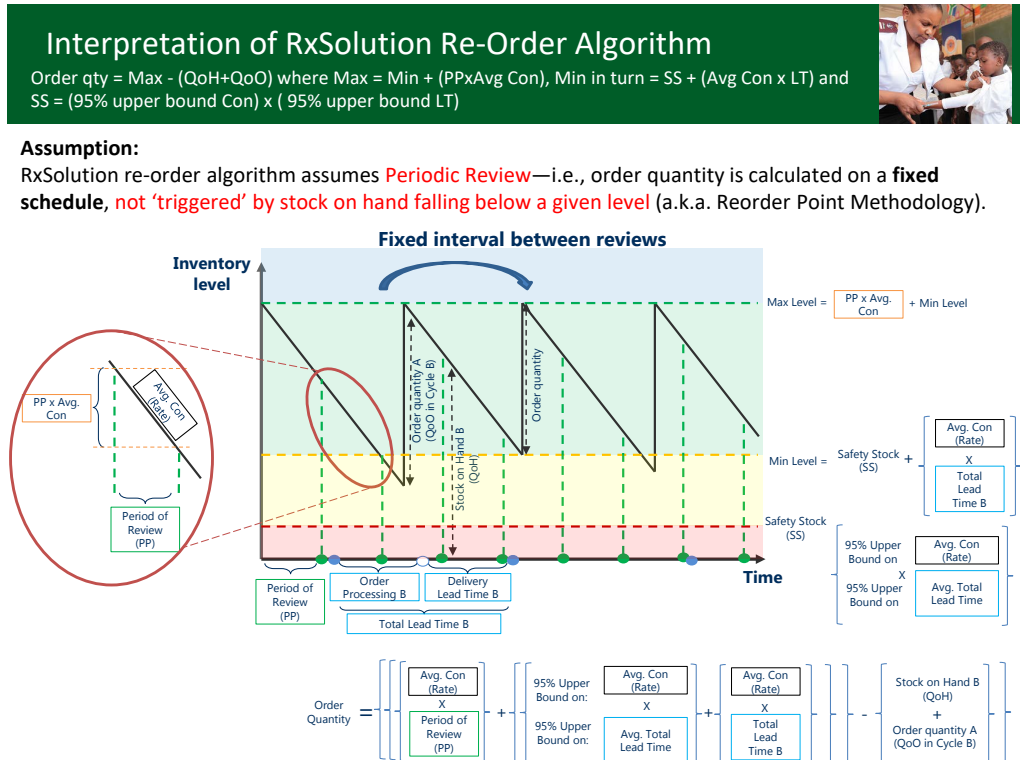 Interpretation of RxSolution Re-Order Algorithm
Order qty = Max - (QoH+QoO) where Max = Min + (PPxAvg Con), Min in turn = SS + (Avg Con x LT) and
SS = (95% upper bound Con) x ( 95% upper bound LT)
Assumption:
RxSolution re-order algorithm assumes Periodic Review—i.e., order quantity is calculated on a fixed
schedule, not ‘triggered’ by stock on hand falling below a given level (a.k.a. Reorder Point Methodology).
Fixed interval between reviews
Inventory
level
Max Level =
PP x Avg.
Con
+ Min Level
PP x Avg.
Con
Avg. Con
(Rate)
Period of
Review
(PP)
Order quantity A
(QoO in Cycle B)
Stock on Hand B
(QoH)
Order quantity
Min Level =
Safety Stock
(SS)
+
Avg. Con
(Rate)
X
Total
Lead
Time B
Safety Stock
(SS)
95% Upper
Bound on
Avg. Con
(Rate)
X
95% Upper
Bound on
Avg. Total
Lead Time
Time
Period of
Review
(PP)
Order
Processing B
Delivery
Lead Time B
Total Lead Time B
Order
Quantity
=
Avg. Con
(Rate)
X
Period of
Review
(PP)
+
95% Upper
Bound on:
Avg. Con
(Rate)
X
95% Upper
Bound on:
Avg. Total
Lead Time
+
Avg. Con
(Rate)
X
Total
Lead
Time B
-
Stock on Hand B
(QoH)
+
Order quantity A
(QoO in Cycle B)